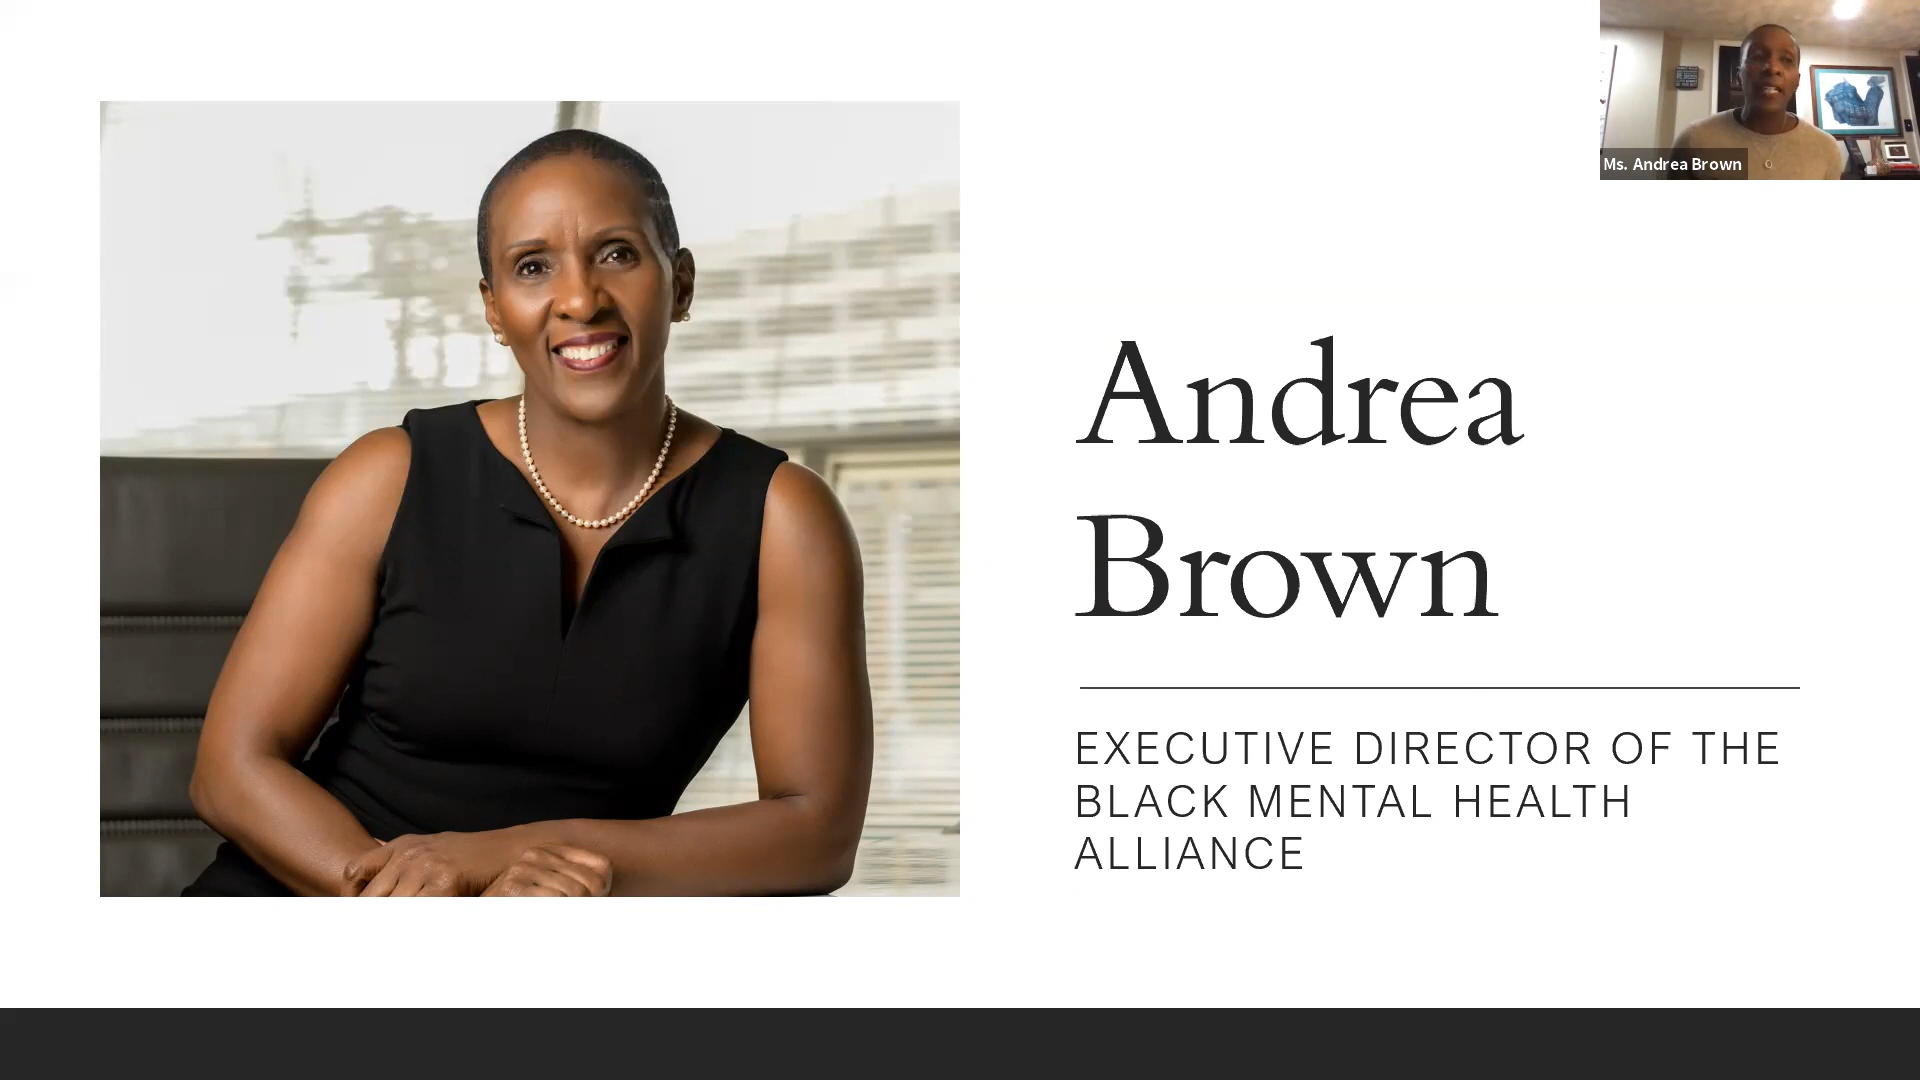 Ms. Andrea Brown
Andrea
Brown
EXECUTIVE DIRECTOR OF THE
BLACK MENTAL HEALTH
ALLIANCE